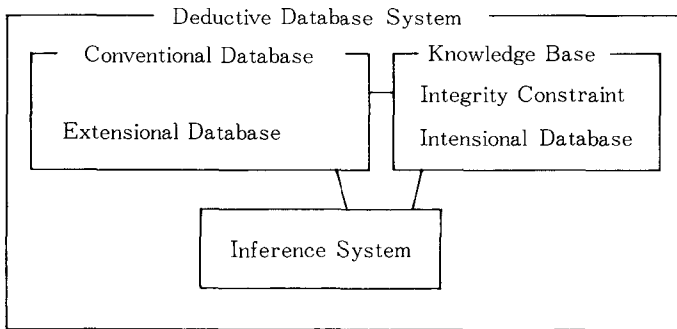 Deductive Database System
Conventional Database
Knowledge Base
Integrity Constraint
Extensional Database
Intensional Database
Inference System